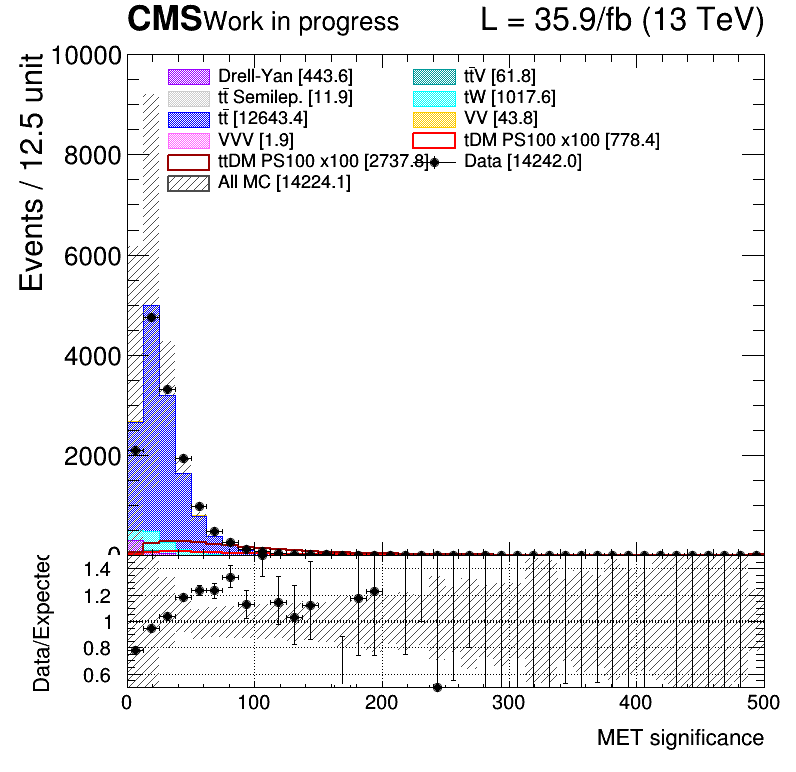 CMS Work in progress L = 35.9/fb (13 TeV)
Events / 12.5 unit
10000
8000
6000
4000
2000
0
Drell-Yan [443.6]
tt̄ Semilep. [11.9]
tt̄ [12643.4]
VVV [1.9]
ttDM PS100 x100 [2737.8]
All MC [14224.1]
tt̄V [61.8]
tW [1017.6]
VV [43.8]
tDM PS100 x100 [778.4]
Data [14242.0]
Data/Expected
1.4
1.2
1
0.8
0.6
0 100 200 300 400 500
MET significance